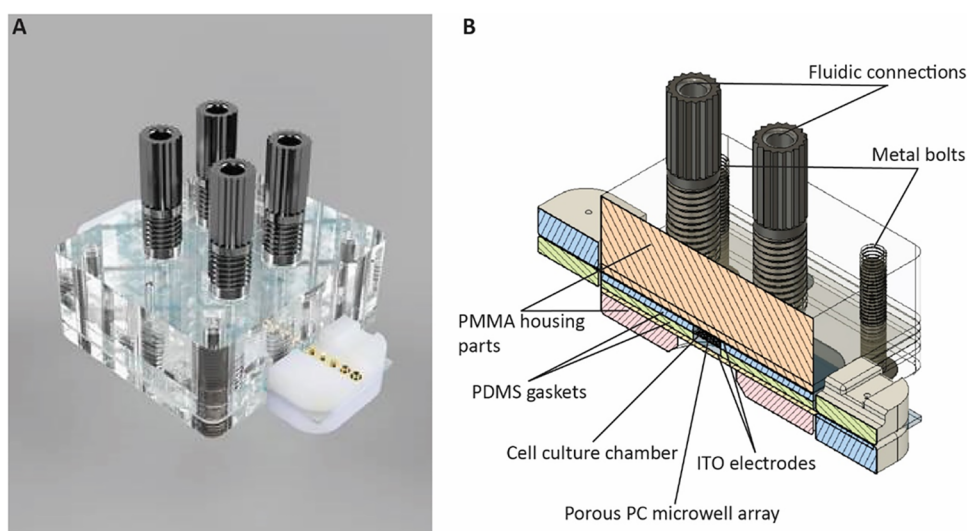 A
B
Fluidic connections
Metal bolts
PMMA housing
parts
PDMS gaskets
Cell culture chamber
ITO electrodes
Porous PC microwell array